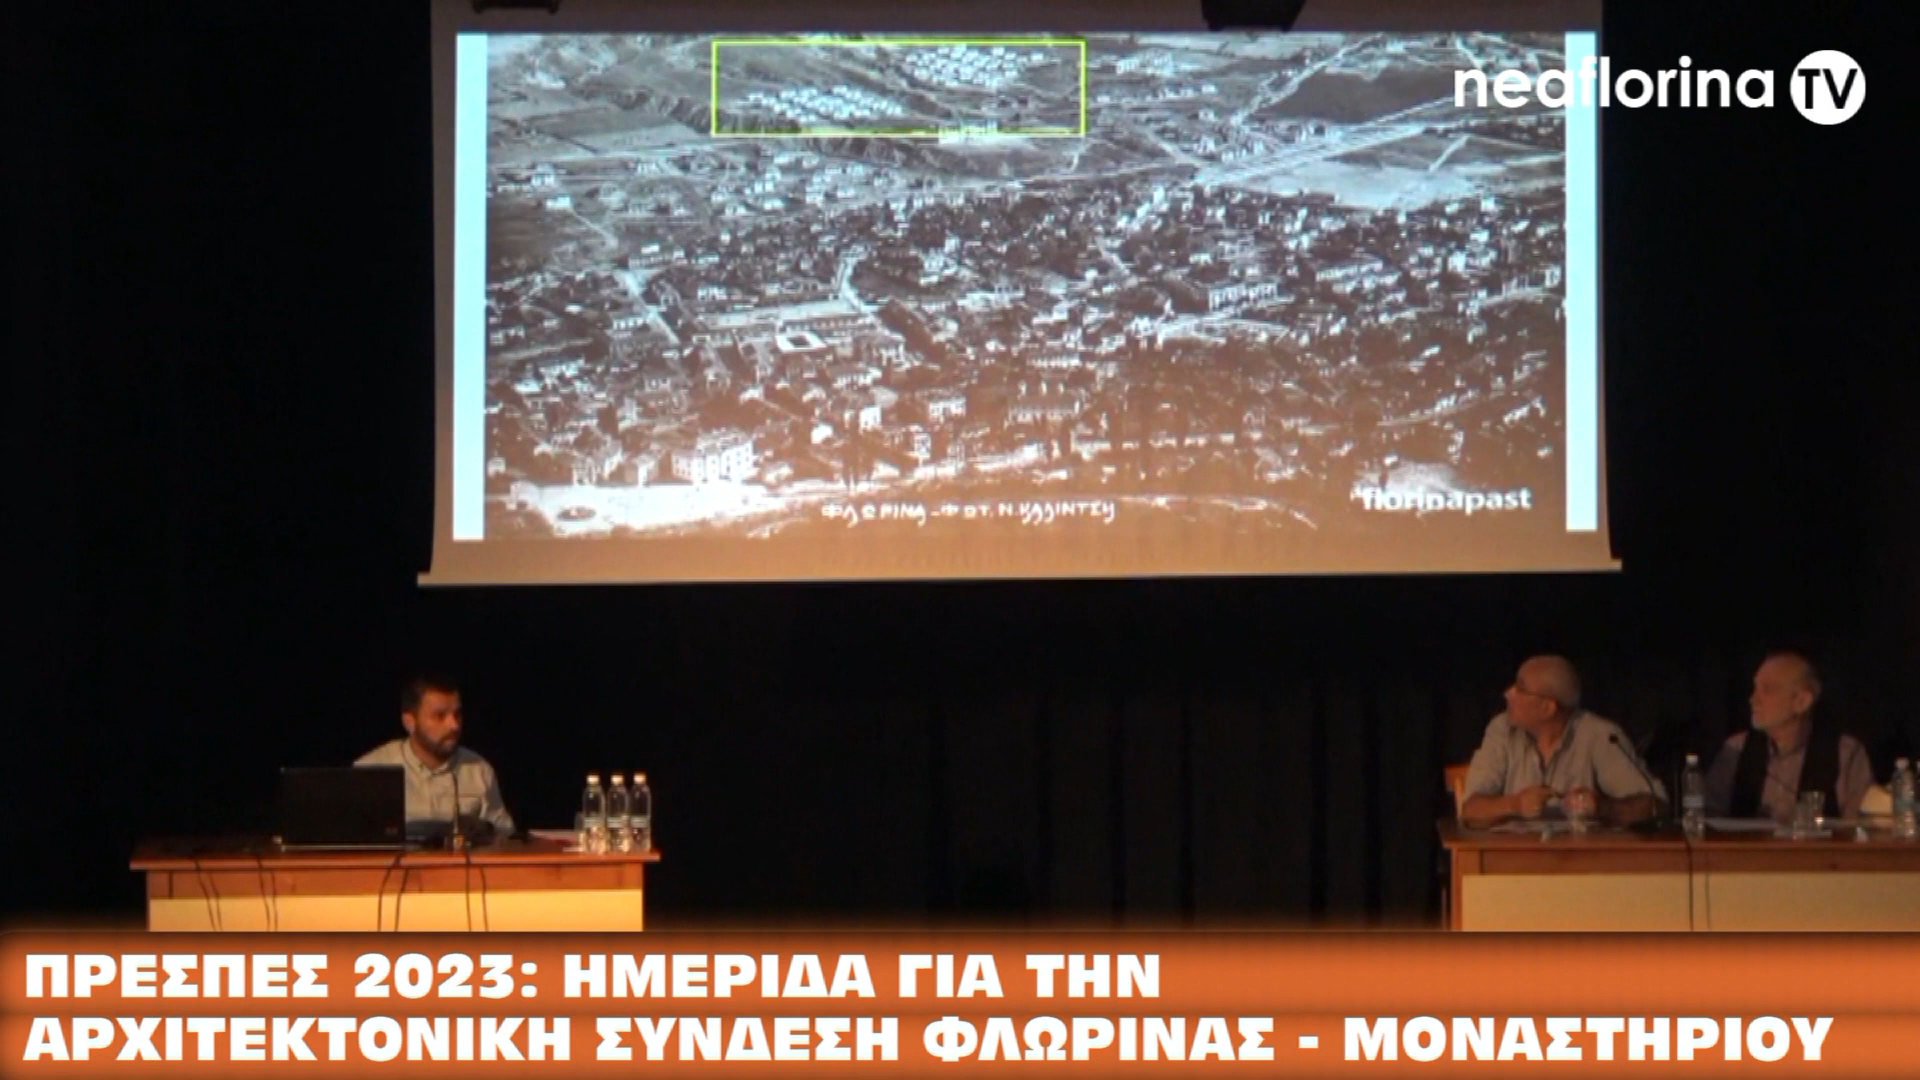 neaflorina TV
ΦΛΩΡΙΝΑ - ΦΩΤ. Ν. ΚΑΛΙΝΤΣΗ
florinapast
ΠΡΕΣΠΕΣ 2023: ΗΜΕΡΙΔΑ ΓΙΑ ΤΗΝ
ΑΡΧΙΤΕΚΤΟΝΙΚΗ ΣΥΝΔΕΣΗ ΦΛΩΡΙΝΑΣ - ΜΟΝΑΣΤΗΡΙΟΥ